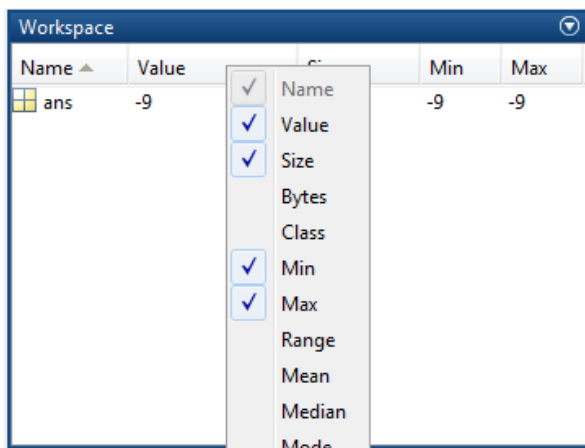 Workspace
Name Value Min Max
ans -9 -9 -9
Name
Value
Size
Bytes
Class
Min
Max
Range
Mean
Median
Mode